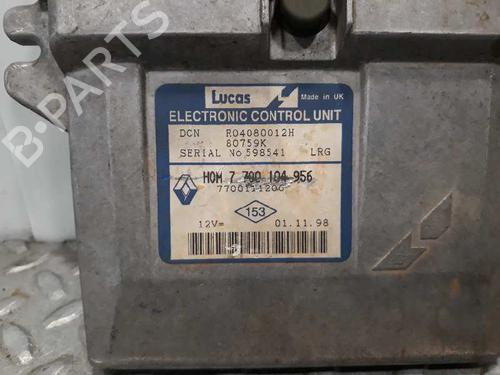 Lucas
Made in UK
ELECTRONIC CONTROL UNIT
DCN R04080012H
80759K
SERIAL No 598541 LRG
HOM 7 700 104 956
7700111200
153
12V= 01.11.98
B-PARTS